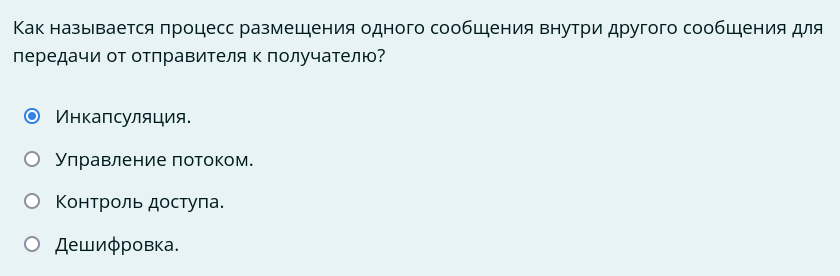 Как называется процесс размещения одного сообщения внутри другого сообщения для
передачи от отправителя к получателю?
Инкапсуляция.
Управление потоком.
Контроль доступа.
Дешифровка.